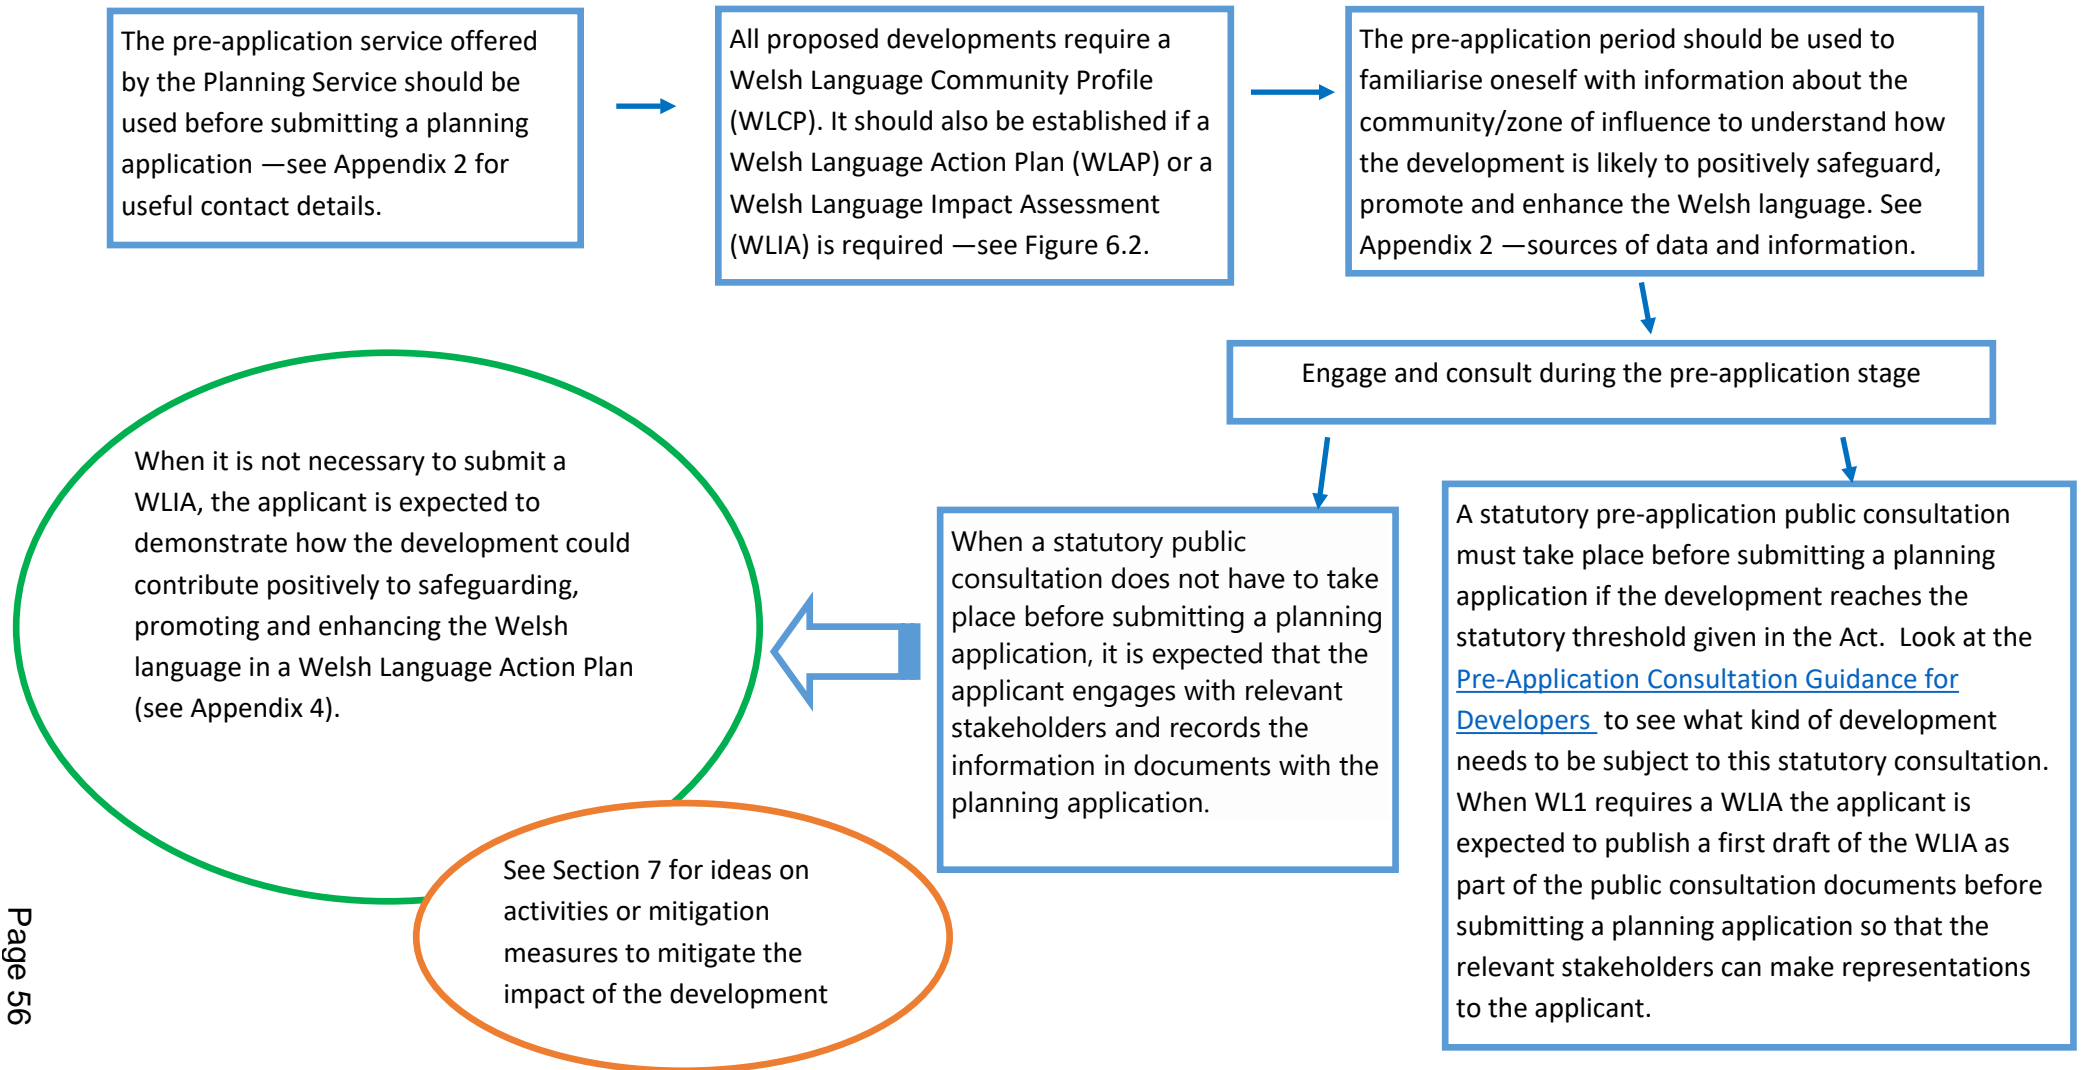 The pre-application service offered
by the Planning Service should be
used before submitting a planning
application —see Appendix 2 for
useful contact details.
All proposed developments require a
Welsh Language Community Profile
(WLCP). It should also be established if a
Welsh Language Action Plan (WLAP) or a
Welsh Language Impact Assessment
(WLIA) is required —see Figure 6.2.
The pre-application period should be used to
familiarise oneself with information about the
community/zone of influence to understand how
the development is likely to positively safeguard,
promote and enhance the Welsh language. See
Appendix 2 —sources of data and information.
Engage and consult during the pre-application stage
A statutory pre-application public consultation
must take place before submitting a planning
application if the development reaches the
statutory threshold given in the Act.  Look at the
Pre-Application Consultation Guidance for
Developers  to see what kind of development
needs to be subject to this statutory consultation.
When WL1 requires a WLIA the applicant is
expected to publish a first draft of the WLIA as
part of the public consultation documents before
submitting a planning application so that the
relevant stakeholders can make representations
to the applicant.
When a statutory public
consultation does not have to take
place before submitting a planning
application, it is expected that the
applicant engages with relevant
stakeholders and records the
information in documents with the
planning application.
When it is not necessary to submit a
WLIA, the applicant is expected to
demonstrate how the development could
contribute positively to safeguarding,
promoting and enhancing the Welsh
language in a Welsh Language Action Plan
(see Appendix 4).
See Section 7 for ideas on
activities or mitigation
measures to mitigate the
impact of the development
Page 56